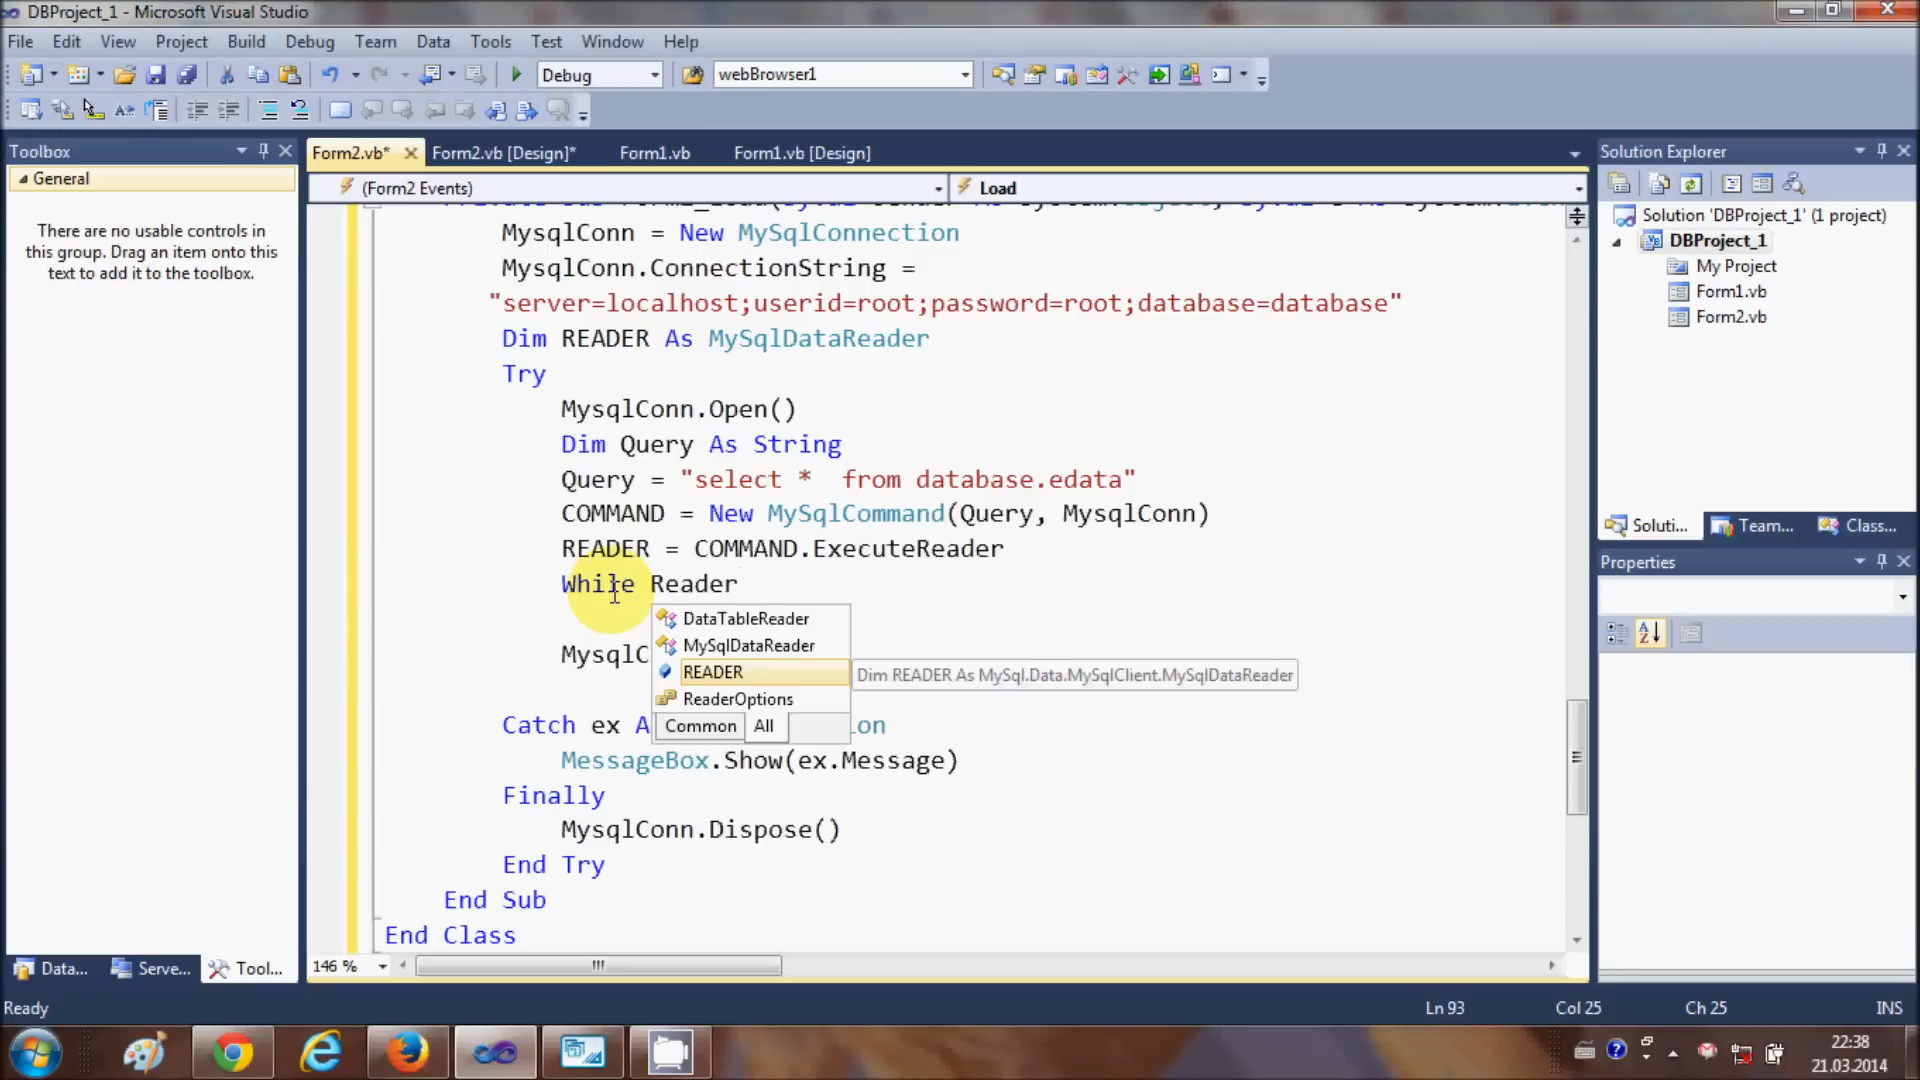 DBProject_1 - Microsoft Visual Studio
File Edit View Project Build Debug Team Data Tools Test Window Help
Debug webBrowser1
Toolbox
General
There are no usable controls in
this group. Drag an item onto this
text to add it to the toolbox.
Form2.vb* Form2.vb [Design]* Form1.vb Form1.vb [Design]
(Form2 Events) Load
MysqlConn = New MySqlConnection
MysqlConn.ConnectionString =
"server=localhost;userid=root;password=root;database=database"
Dim READER As MySqlDataReader
Try
MysqlConn.Open()
Dim Query As String
Query = "select *  from database.edata"
COMMAND = New MySqlCommand(Query, MysqlConn)
READER = COMMAND.ExecuteReader
While Reader
DataTableReader
MySqlDataReader
READER
ReaderOptions
Common All
Dim READER As MySql.Data.MySqlClient.MySqlDataReader
MysqlC
Catch ex A
MessageBox.Show(ex.Message)
Finally
MysqlConn.Dispose()
End Try
End Sub
End Class
146 %
Data... Serve... Tool...
Solution Explorer
Solution 'DBProject_1' (1 project)
DBProject_1
My Project
Form1.vb
Form2.vb
Soluti... Team... Class...
Properties
Ready Ln 93 Col 25 Ch 25 INS
22:38
21.03.2014